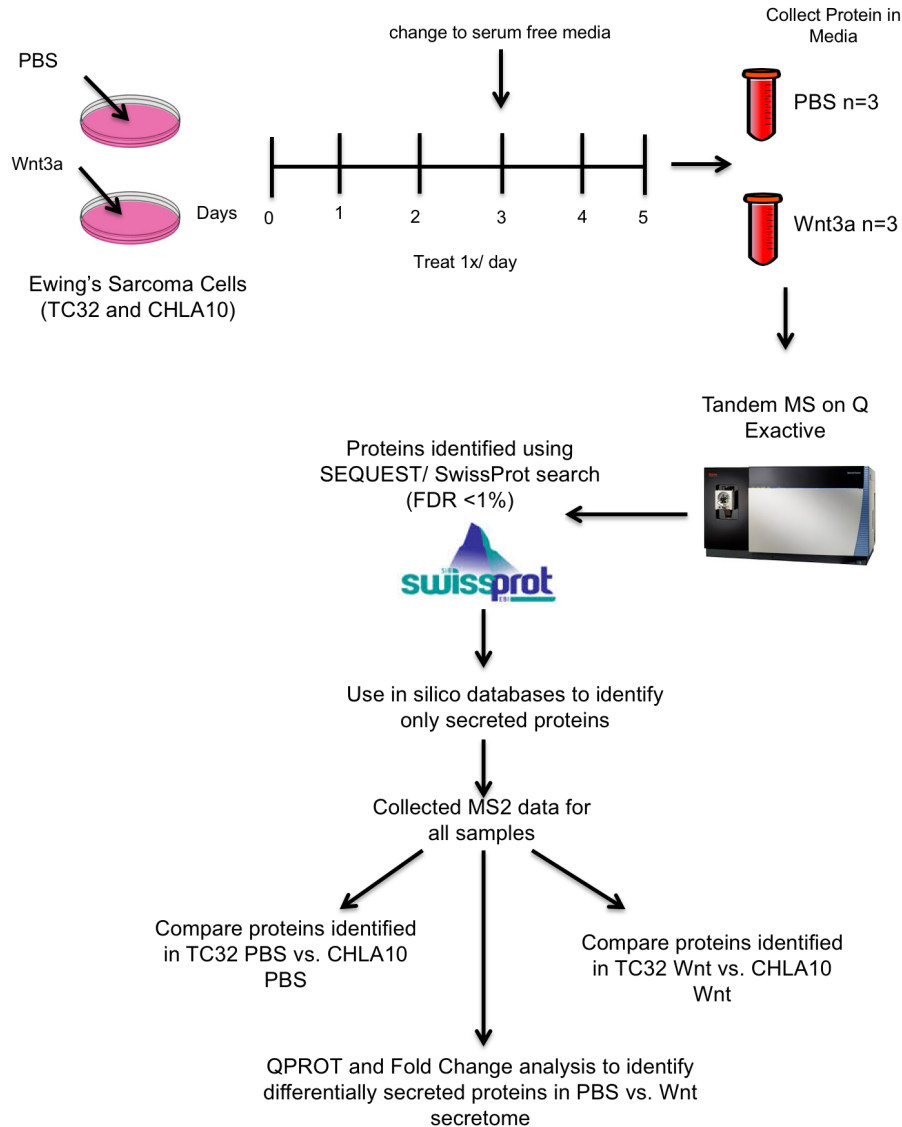 change to serum free media
Collect Protein in
Media
PBS
Wnt3a
Days
0
1
2
3
4
5
Treat 1x/ day
PBS n=3
Wnt3a n=3
Ewing’s Sarcoma Cells
(TC32 and CHLA10)
Tandem MS on Q
Exactive
Proteins identified using
SEQUEST/ SwissProt search
(FDR <1%)
SIB
swissprot
EBI
Use in silico databases to identify
only secreted proteins
Collected MS2 data for
all samples
Compare proteins identified
in TC32 PBS vs. CHLA10
PBS
Compare proteins identified
in TC32 Wnt vs. CHLA10
Wnt
QPROT and Fold Change analysis to identify
differentially secreted proteins in PBS vs. Wnt
secretome